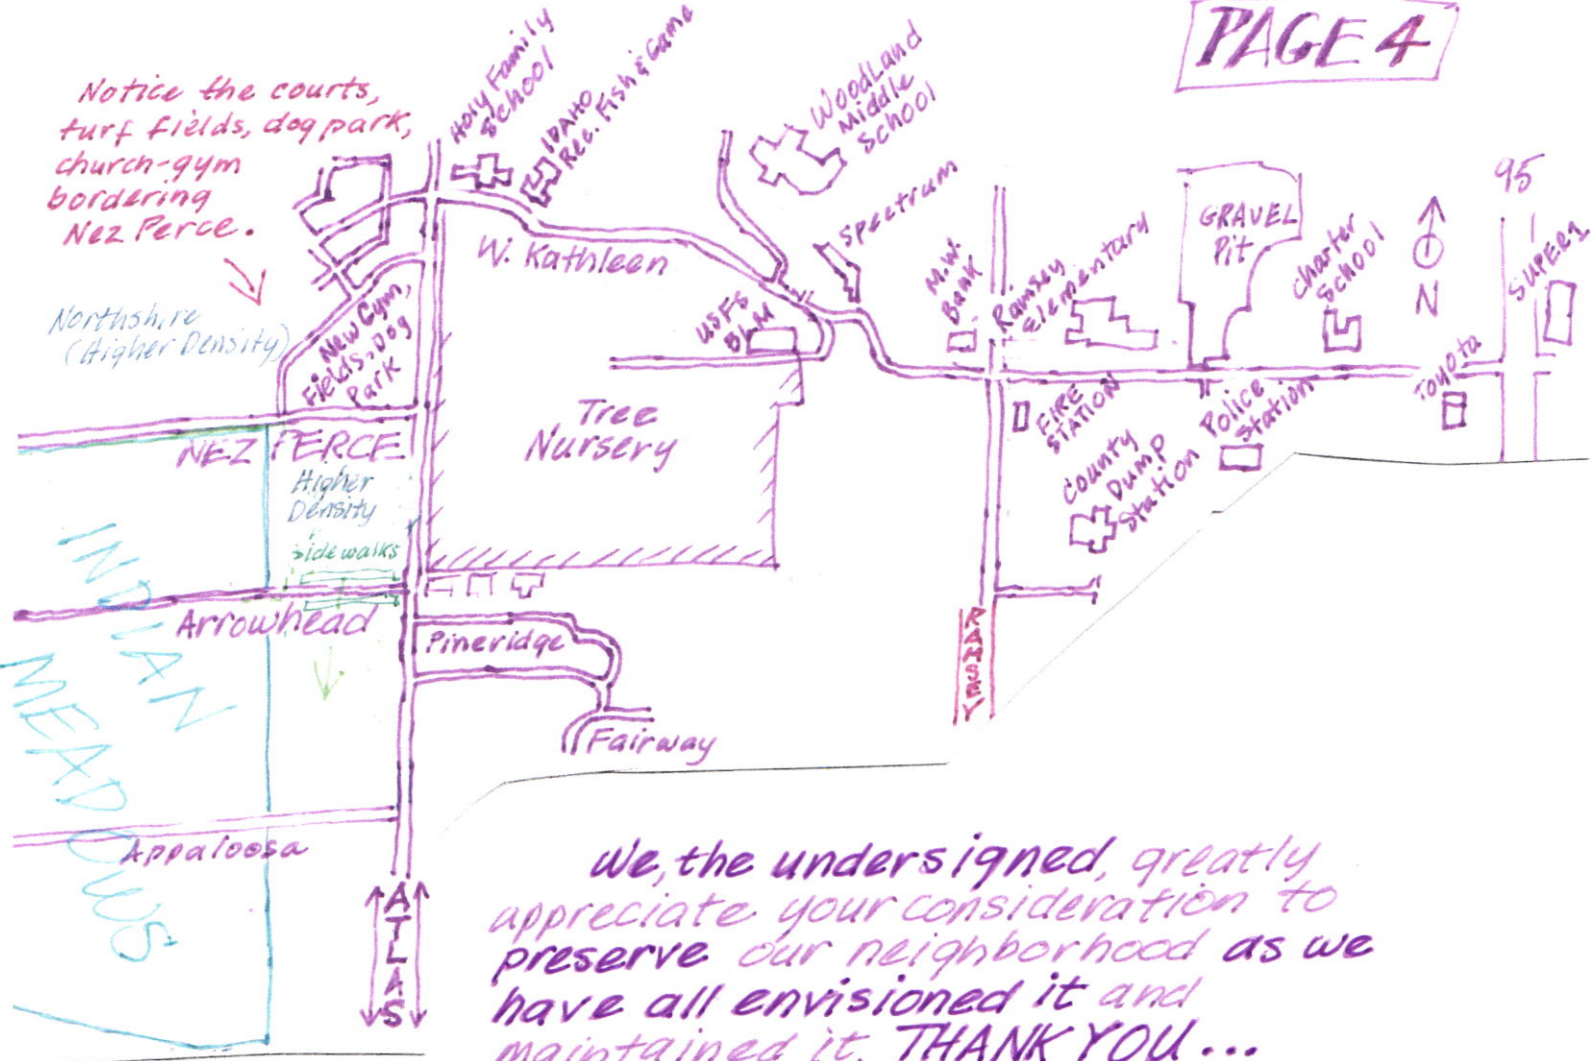 PAGE 4
Notice the courts,
turf fields, dog park,
church-gym
bordering
Nez Perce.
Holy Family
School
IDAHO
Rec. Fish & Game
WoodLand
Middle
School
Spectrum
W. Kathleen
M.W.
Bank
Ramsey
Elementary
GRAVEL
Pit
Charter
School
N
95
SUPER 1
Northshire
(Higher Density)
New Gym,
Fields, Dog
Park
USFS
BLM
Tree
Nursery
FIRE
STATION
County
Dump
Station
Police
Station
Toyota
NEZ PERCE
Higher
Density
sidewalks
Arrowhead
Pineridge
Fairway
RAMSEY
INDIAN
MEADOWS
Appaloosa
ATLAS
We, the undersigned, greatly
appreciate your consideration to
preserve our neighborhood as we
have all envisioned it and
maintained it. THANK YOU...